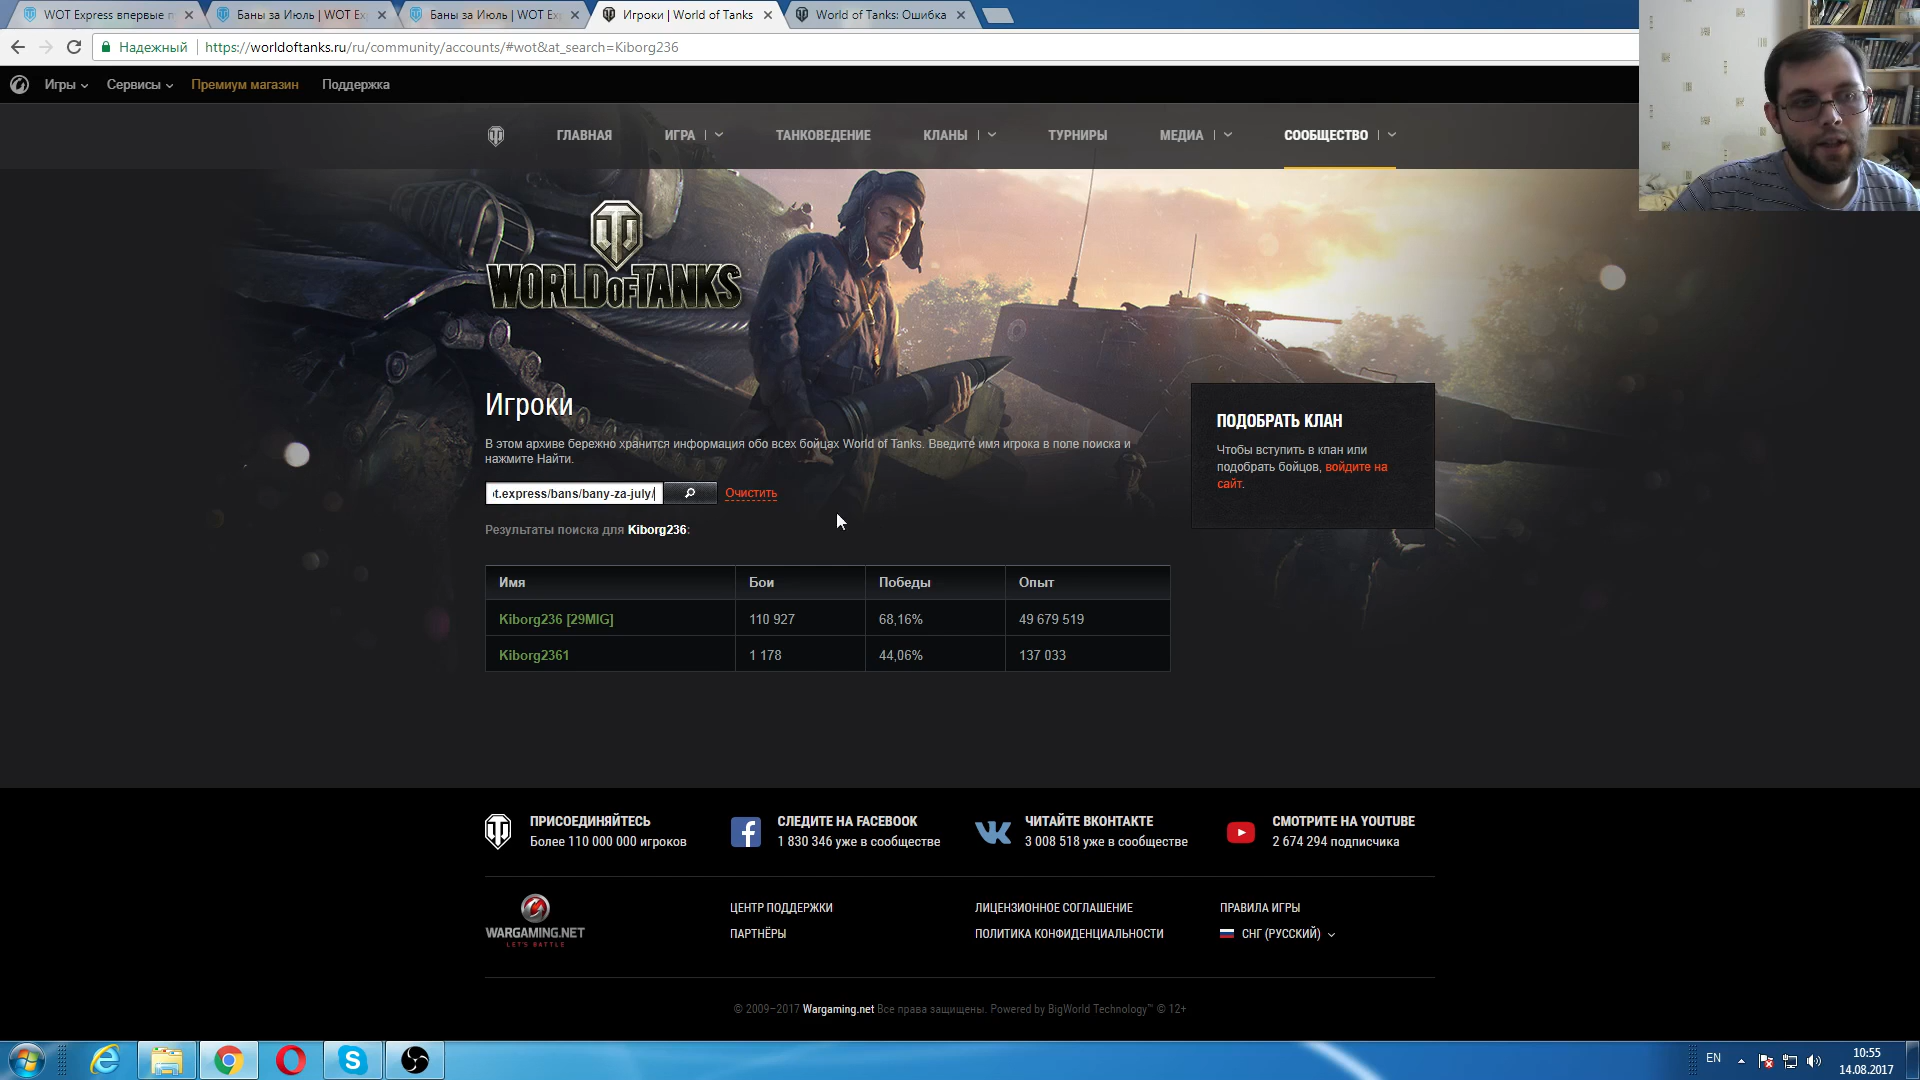 WOT Express впервые п
Баны за Июль | WOT Ex
Баны за Июль | WOT Ex
Игроки | World of Tanks
World of Tanks: Ошибка
Надежный
https://worldoftanks.ru/ru/community/accounts/#wot&at_search=Kiborg236
Игры
Сервисы
Премиум магазин
Поддержка
ГЛАВНАЯ
ИГРА
ТАНКОВЕДЕНИЕ
КЛАНЫ
ТУРНИРЫ
МЕДИА
СООБЩЕСТВО
WORLD OF TANKS
Игроки
В этом архиве бережно хранится информация обо всех бойцах World of Tanks. Введите имя игрока в поле поиска и
нажмите Найти.
ot.express/bans/bany-za-july/
Очистить
Результаты поиска для Kiborg236:
Имя Бои Победы Опыт
Kiborg236 [29MIG] 110 927 68,16% 49 679 519
Kiborg2361 1 178 44,06% 137 033
ПОДОБРАТЬ КЛАН
Чтобы вступить в клан или
подобрать бойцов, войдите на
сайт.
ПРИСОЕДИНЯЙТЕСЬ
Более 110 000 000 игроков
СЛЕДИТЕ НА FACEBOOK
1 830 346 уже в сообществе
ЧИТАЙТЕ ВКОНТАКТЕ
3 008 518 уже в сообществе
СМОТРИТЕ НА YOUTUBE
2 674 294 подписчика
WARGAMING.NET
LET'S BATTLE
ЦЕНТР ПОДДЕРЖКИ
ПАРТНЁРЫ
ЛИЦЕНЗИОННОЕ СОГЛАШЕНИЕ
ПОЛИТИКА КОНФИДЕНЦИАЛЬНОСТИ
ПРАВИЛА ИГРЫ
СНГ (РУССКИЙ)
© 2009–2017 Wargaming.net Все права защищены. Powered by BigWorld Technology™ © 12+
EN
10:55
14.08.2017